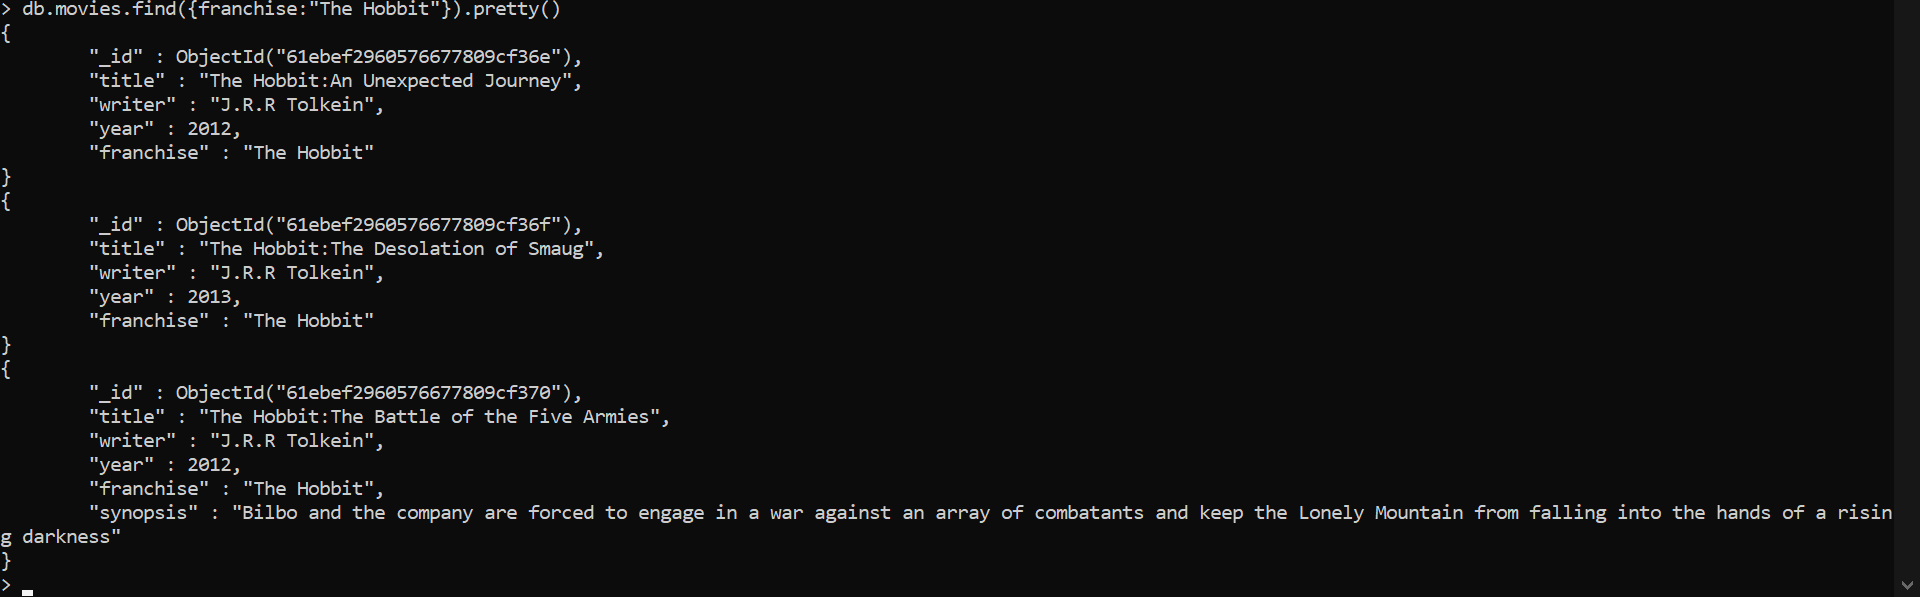 > db.movies.find({franchise:"The Hobbit"}).pretty()
{
        "_id" : ObjectId("61ebef2960576677809cf36e"),
        "title" : "The Hobbit:An Unexpected Journey",
        "writer" : "J.R.R Tolkein",
        "year" : 2012,
        "franchise" : "The Hobbit"
}
{
        "_id" : ObjectId("61ebef2960576677809cf36f"),
        "title" : "The Hobbit:The Desolation of Smaug",
        "writer" : "J.R.R Tolkein",
        "year" : 2013,
        "franchise" : "The Hobbit"
}
{
        "_id" : ObjectId("61ebef2960576677809cf370"),
        "title" : "The Hobbit:The Battle of the Five Armies",
        "writer" : "J.R.R Tolkein",
        "year" : 2012,
        "franchise" : "The Hobbit",
        "synopsis" : "Bilbo and the company are forced to engage in a war against an array of combatants and keep the Lonely Mountain from falling into the hands of a risin
g darkness"
}
>